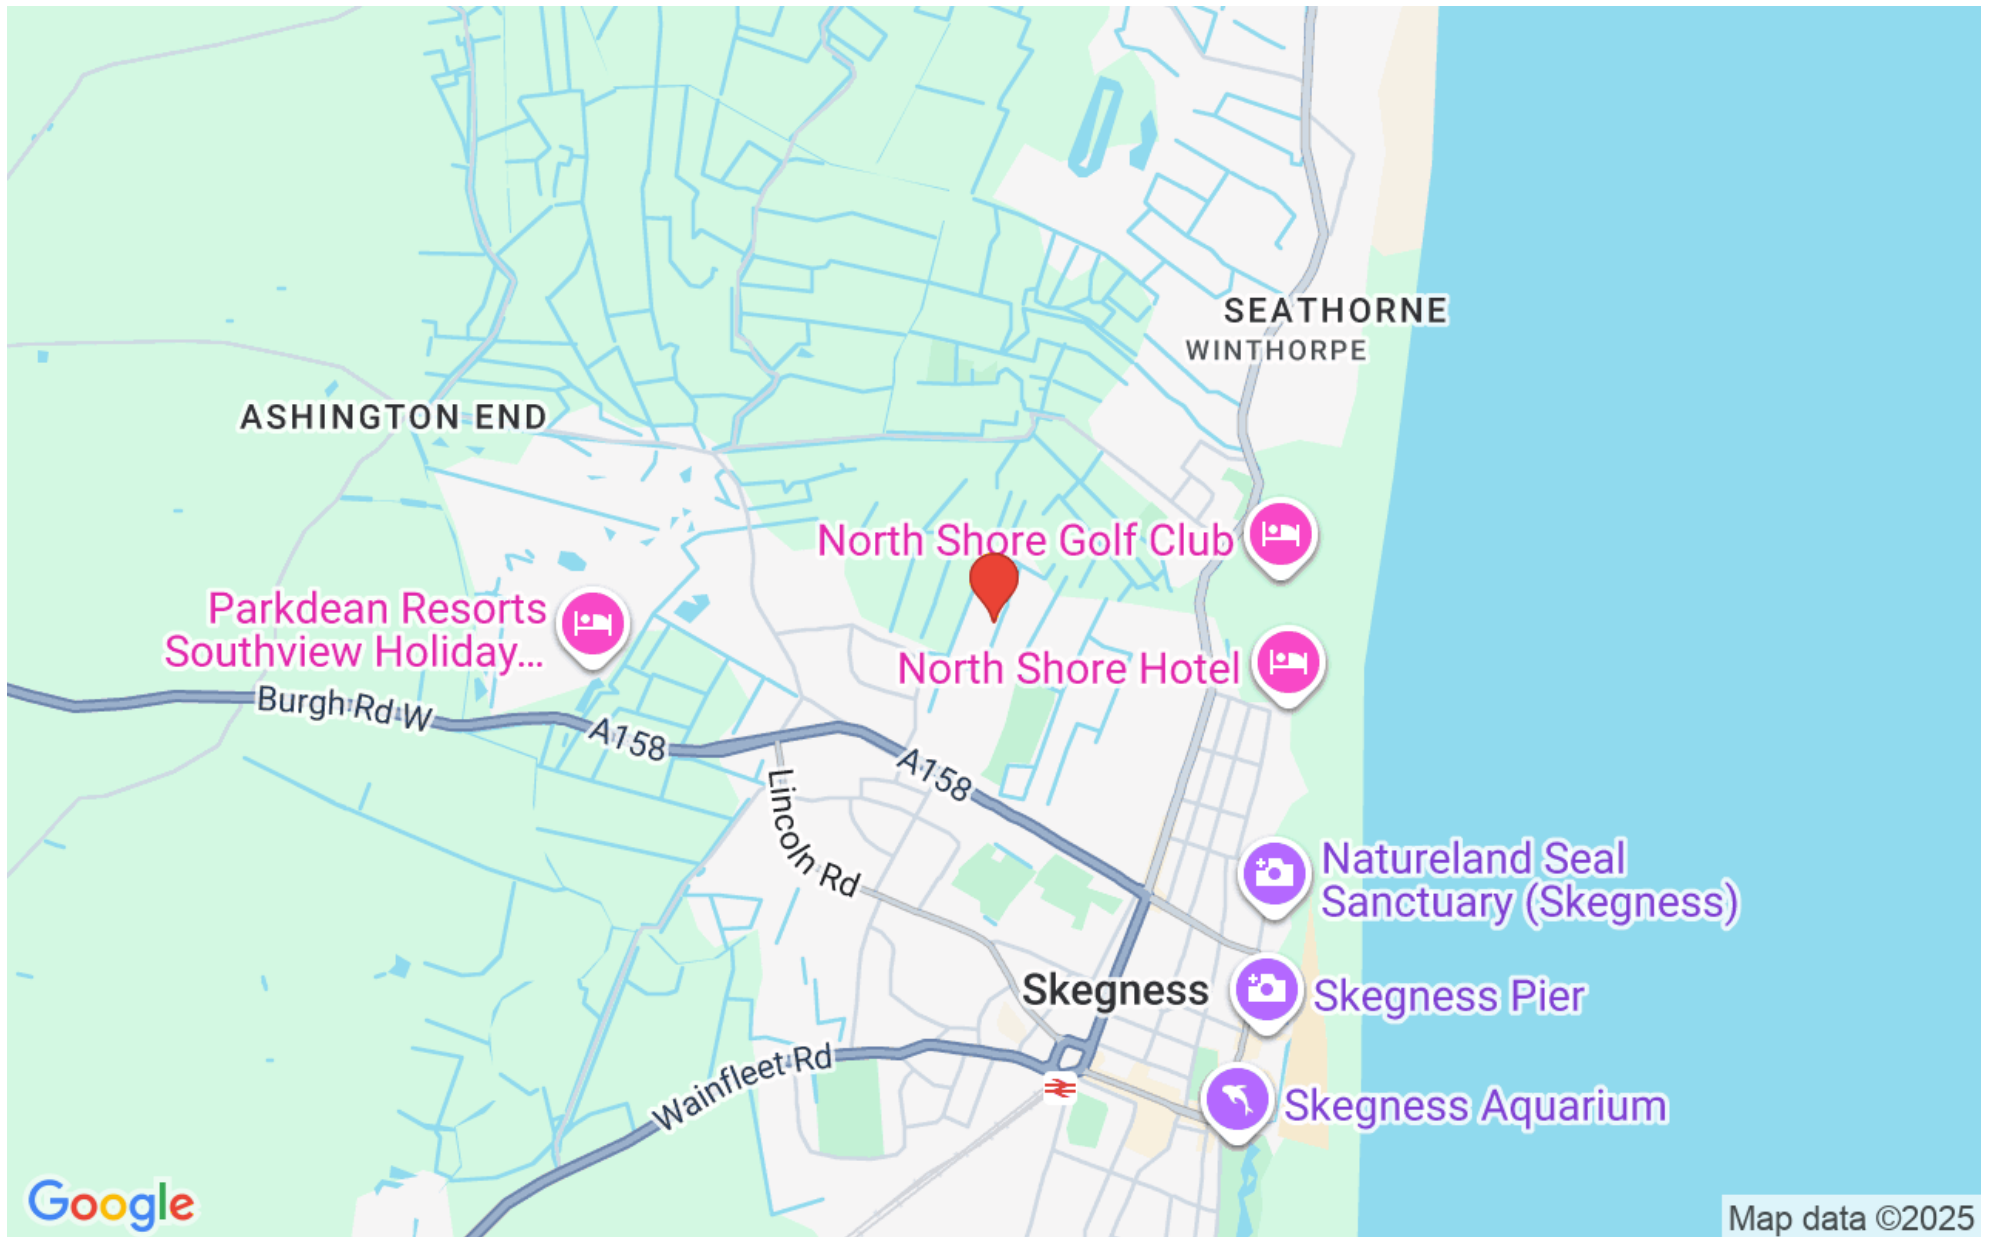 SEATHORNE
WINTHORPE
ASHINGTON END
North Shore Golf Club
Parkdean Resorts
Southview Holiday...
North Shore Hotel
Burgh Rd W
A158
A158
Lincoln Rd
Natureland Seal
Sanctuary (Skegness)
Skegness
Skegness Pier
Wainfleet Rd
Skegness Aquarium
Google
Map data ©2025